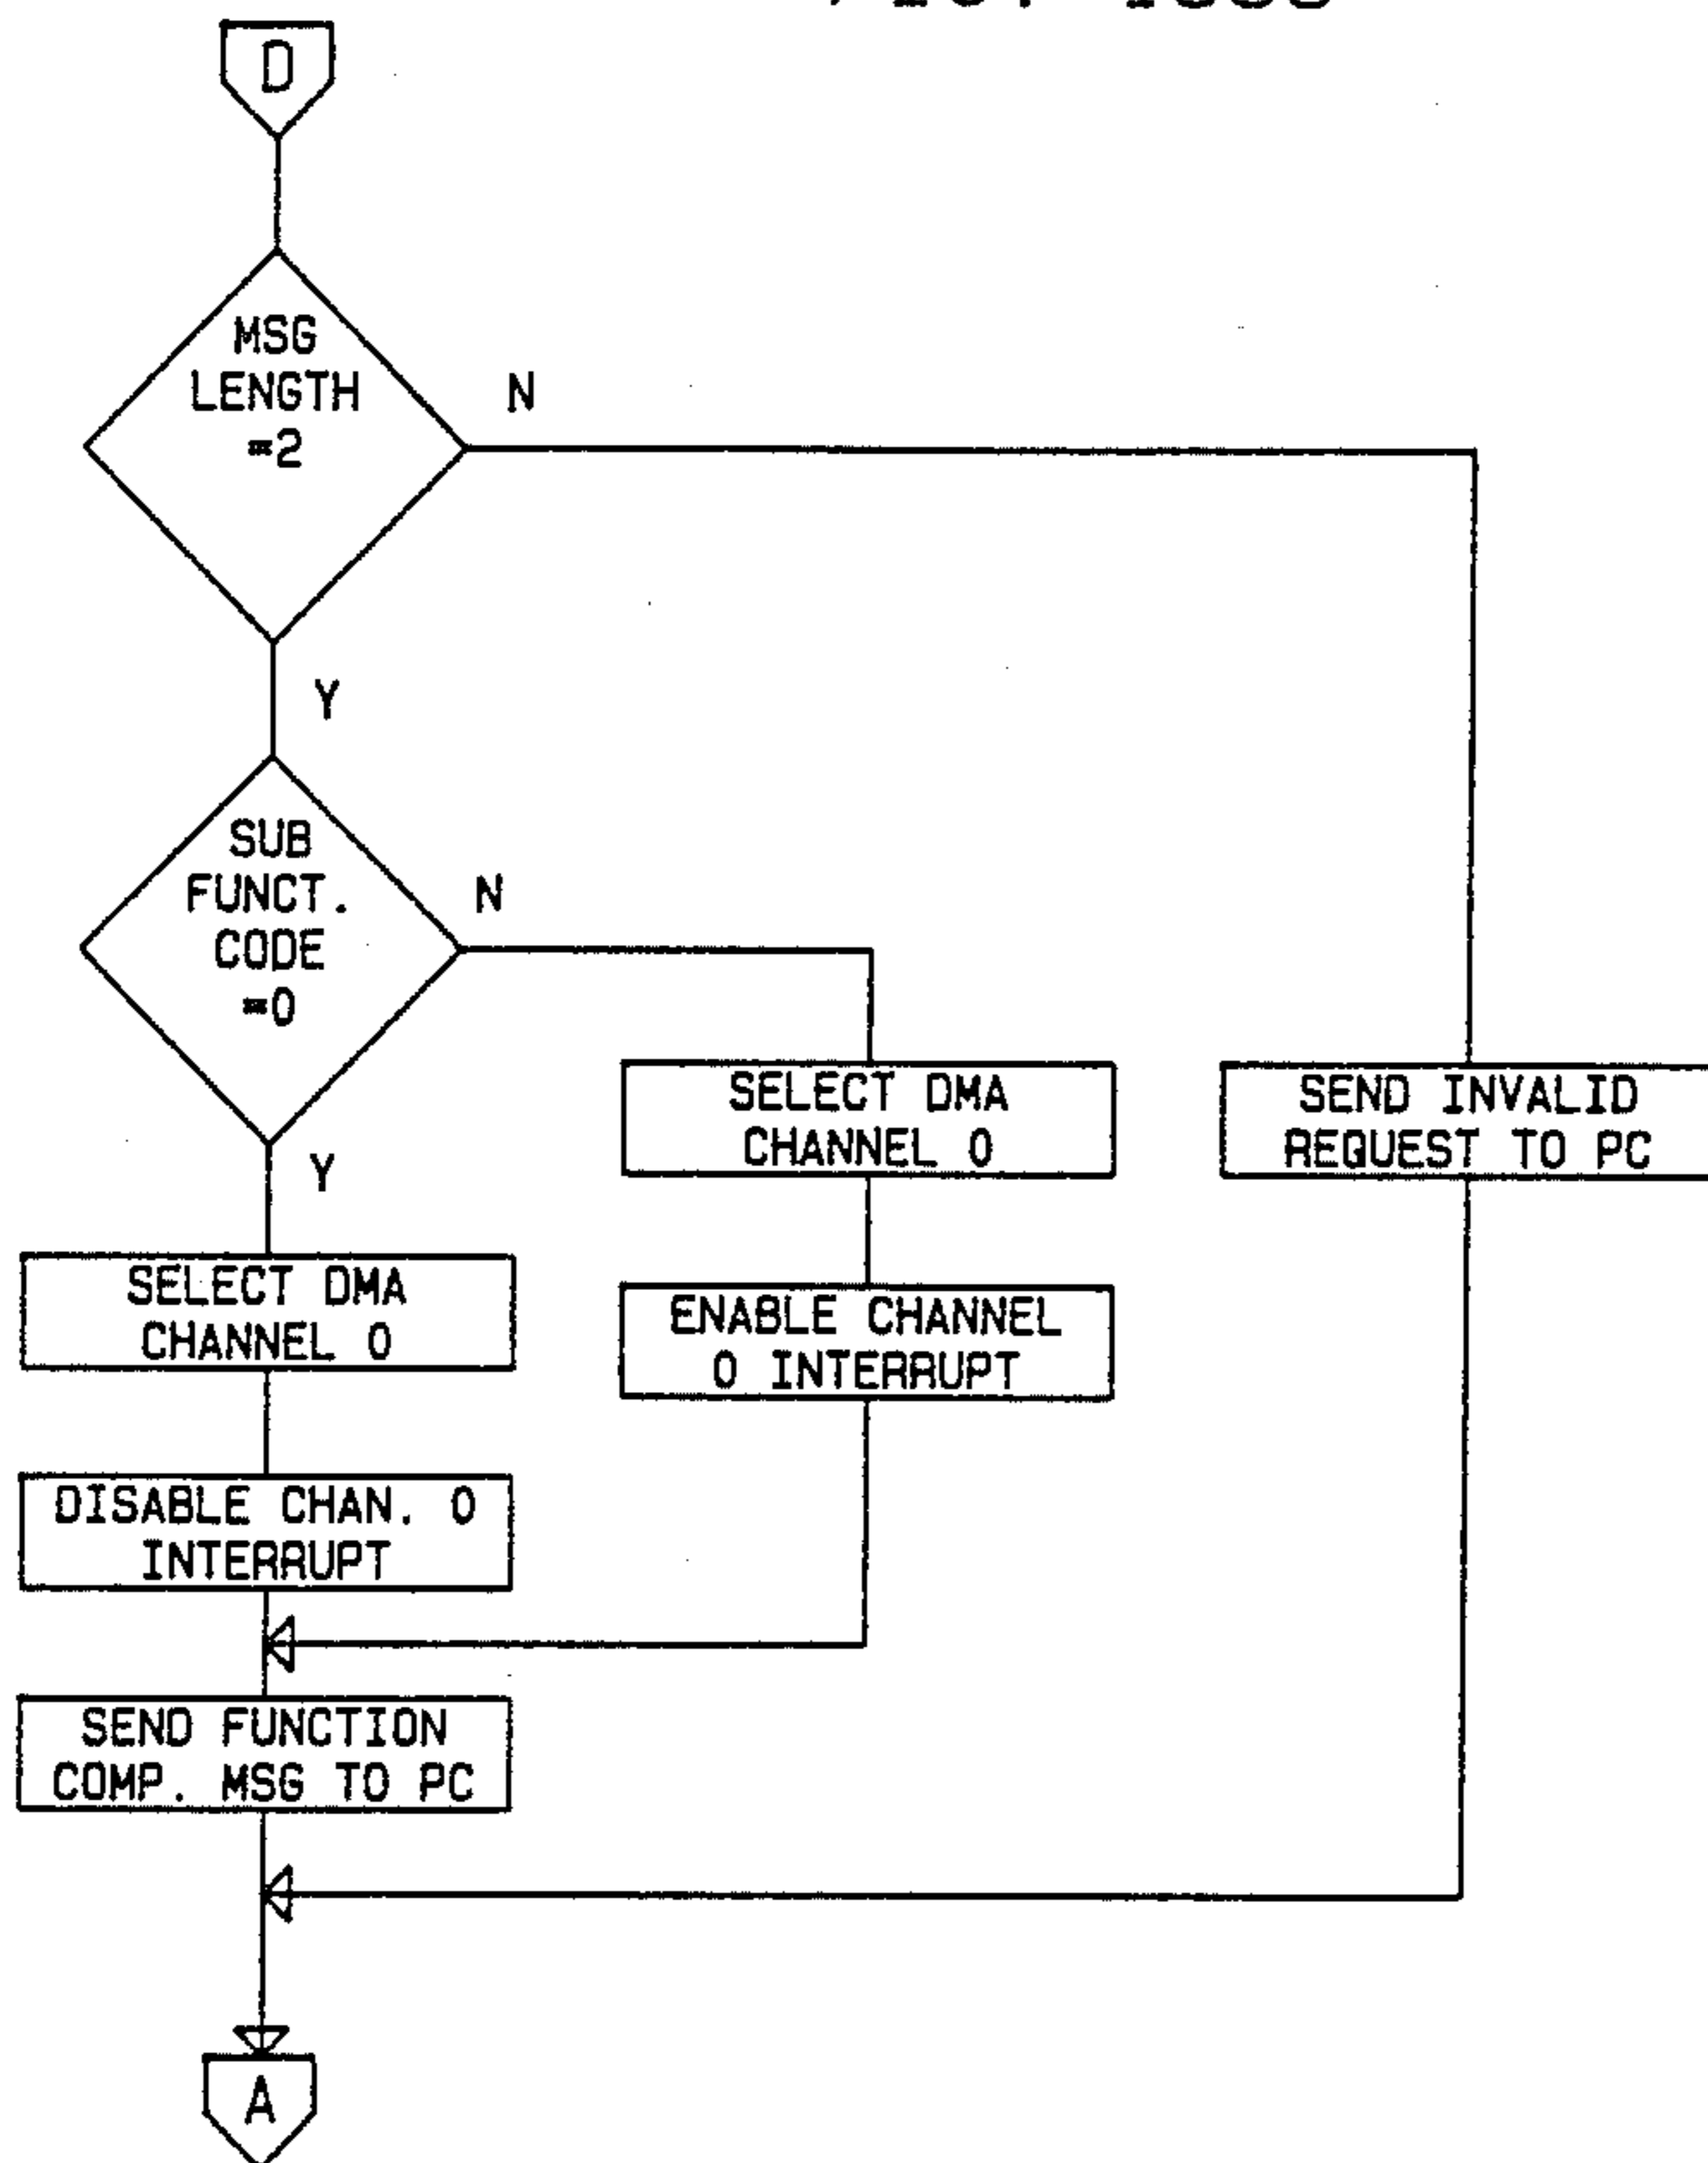 D
MSG
LENGTH
=2
N
Y
SUB
FUNCT.
CODE
=0
N
Y
SELECT DMA
CHANNEL 0
SEND INVALID
REQUEST TO PC
SELECT DMA
CHANNEL 0
ENABLE CHANNEL
0 INTERRUPT
DISABLE CHAN. 0
INTERRUPT
SEND FUNCTION
COMP. MSG TO PC
A